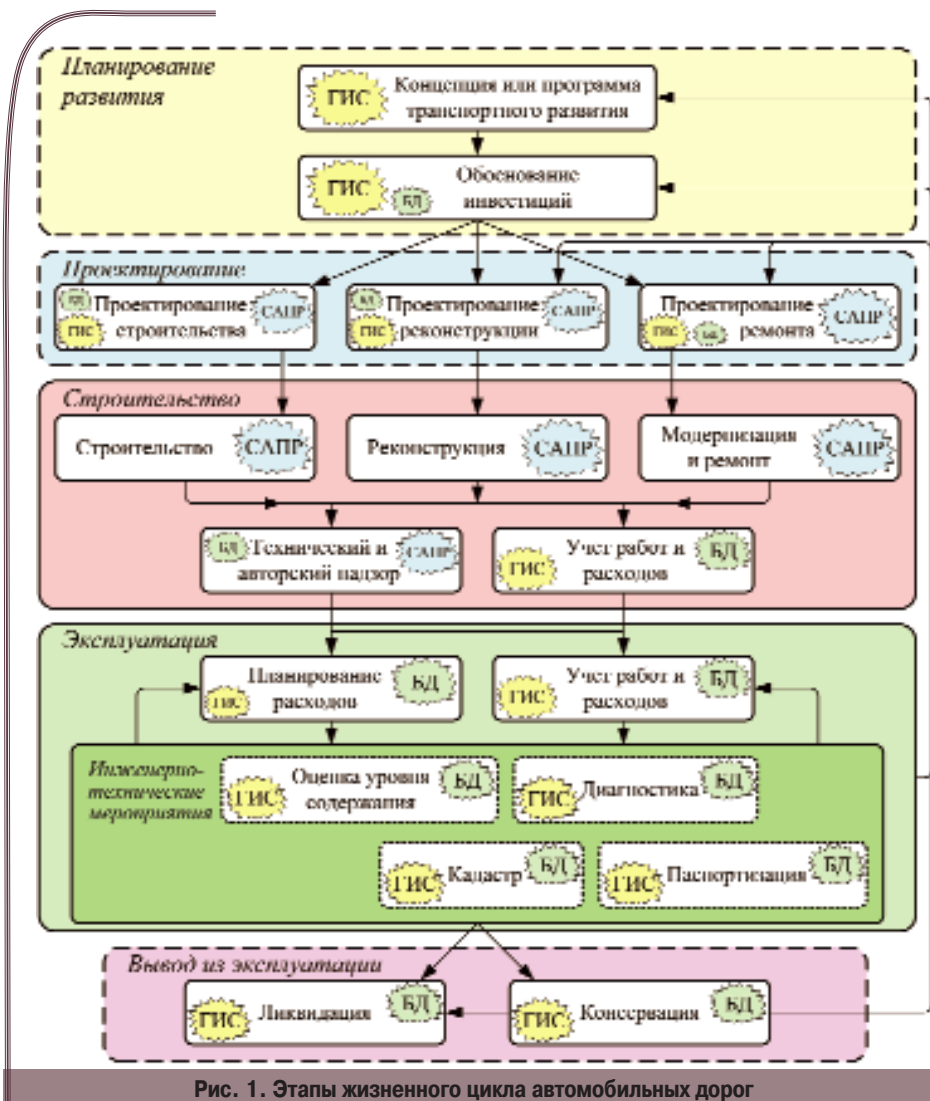 Планирование
развития
ГИС
Концепция или программа
транспортного развития
ГИС
БД
Обоснование
инвестиций
Проектирование
БД
ГИС
Проектирование
строительства
САПР
БД
ГИС
Проектирование
реконструкции
САПР
Проектирование
ремонта
ГИС
БД
САПР
Строительство
Строительство
САПР
Реконструкция
САПР
Модернизация
и ремонт
САПР
БД
Технический и
авторский надзор
САПР
ГИС
Учет работ и
расходов
БД
Эксплуатация
ГИС
Планирование
расходов
БД
ГИС
Учет работ и
расходов
БД
Инженерно-
технические
мероприятия
ГИС
Оценка уровня
содержания
БД
ГИС
Диагностика
БД
ГИС
Кадастр
БД
ГИС
Паспортизация
БД
Вывод из эксплуатации
ГИС
Ликвидация
БД
ГИС
Консервация
БД
Рис. 1. Этапы жизненного цикла автомобильных дорог